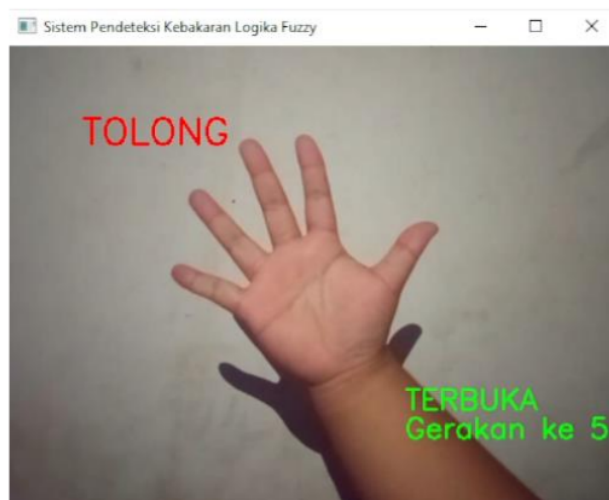 Sistem Pendeteksi Kebakaran Logika Fuzzy
TOLONG
TERBUKA
Gerakan ke 5